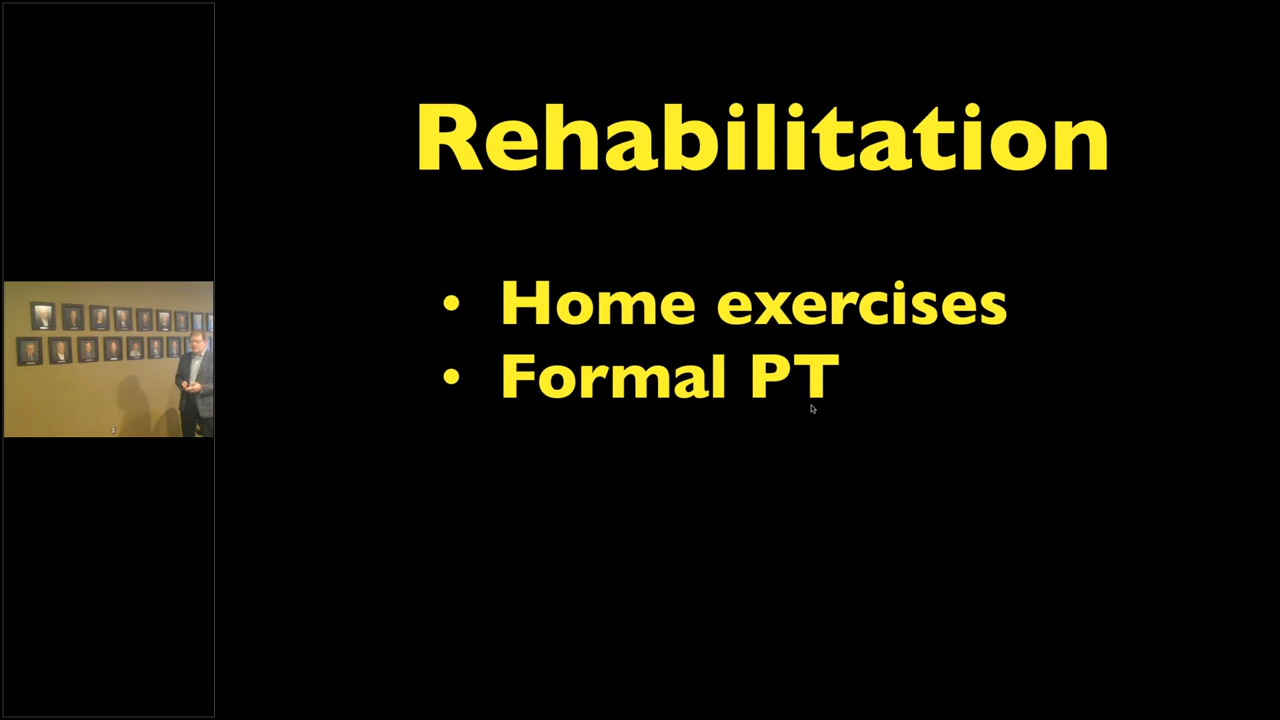 Rehabilitation
• Home exercises
• Formal PT